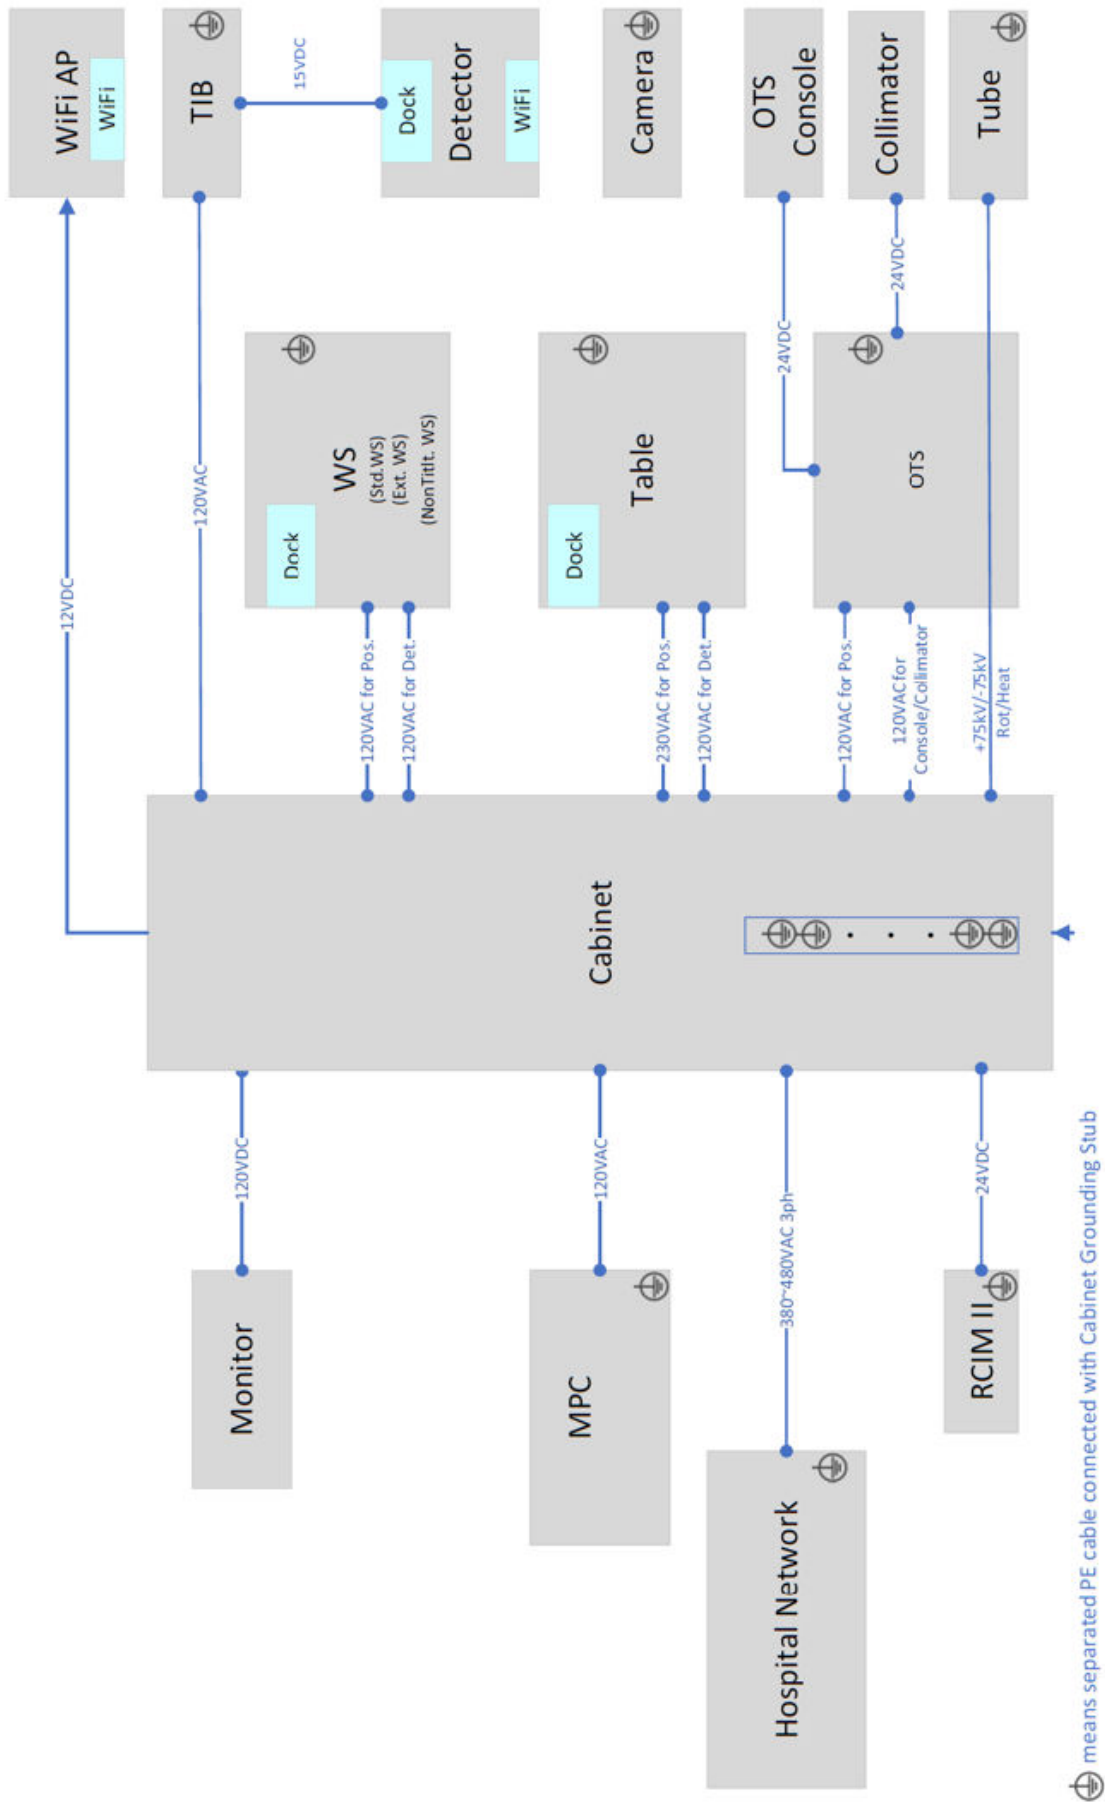 WiFi AP
WiFi
TIB
15VDC
Dock
Detector
WiFi
Camera
OTS
Console
Collimator
Tube
12VDC
120VAC
24VDC
24VDC
WS
(Std.WS)
(Ext. WS)
(NonTitlt. WS)
Dock
Table
Dock
OTS
120VAC for Pos.
120VAC for Det.
230VAC for Pos.
120VAC for Det.
120VAC for Pos.
120VAC for
Console/Collimator
+75kV/-75kV
Rot/Heat
Cabinet
120VDC
120VAC
380~480VAC 3ph
24VDC
Monitor
MPC
Hospital Network
RCIM II
means separated PE cable connected with Cabinet Grounding Stub